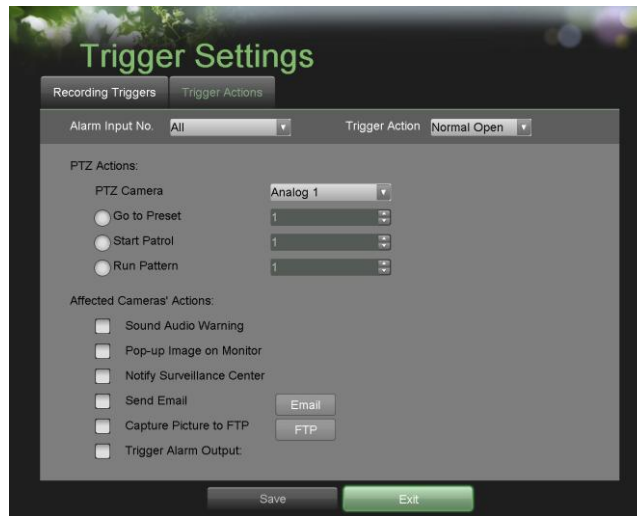 Trigger Settings
Recording Triggers Trigger Actions
Alarm Input No. All Trigger Action Normal Open
PTZ Actions:
PTZ Camera Analog 1
Go to Preset 1
Start Patrol 1
Run Pattern 1
Affected Cameras' Actions:
Sound Audio Warning
Pop-up Image on Monitor
Notify Surveillance Center
Send Email Email
Capture Picture to FTP FTP
Trigger Alarm Output:
Save Exit